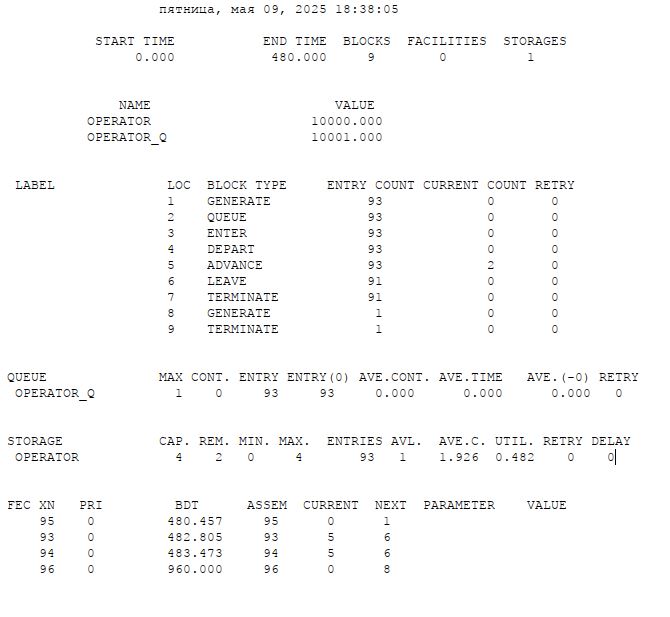 пятница, мая 09, 2025 18:38:05
START TIME END TIME BLOCKS FACILITIES STORAGES
0.000 480.000 9 0 1
NAME VALUE
OPERATOR 10000.000
OPERATOR_Q 10001.000
LABEL LOC BLOCK TYPE ENTRY COUNT CURRENT COUNT RETRY
1 GENERATE 93 0 0
2 QUEUE 93 0 0
3 ENTER 93 0 0
4 DEPART 93 0 0
5 ADVANCE 93 2 0
6 LEAVE 91 0 0
7 TERMINATE 91 0 0
8 GENERATE 1 0 0
9 TERMINATE 1 0 0
QUEUE MAX CONT. ENTRY ENTRY(0) AVE.CONT. AVE.TIME AVE.(-0) RETRY
OPERATOR_Q 1 0 93 93 0.000 0.000 0.000 0
STORAGE CAP. REM. MIN. MAX. ENTRIES AVL. AVE.C. UTIL. RETRY DELAY
OPERATOR 4 2 0 4 93 1 1.926 0.482 0 0
FEC XN PRI BDT ASSEM CURRENT NEXT PARAMETER VALUE
95 0 480.457 95 0 1
93 0 482.805 93 5 6
94 0 483.473 94 5 6
96 0 960.000 96 0 8